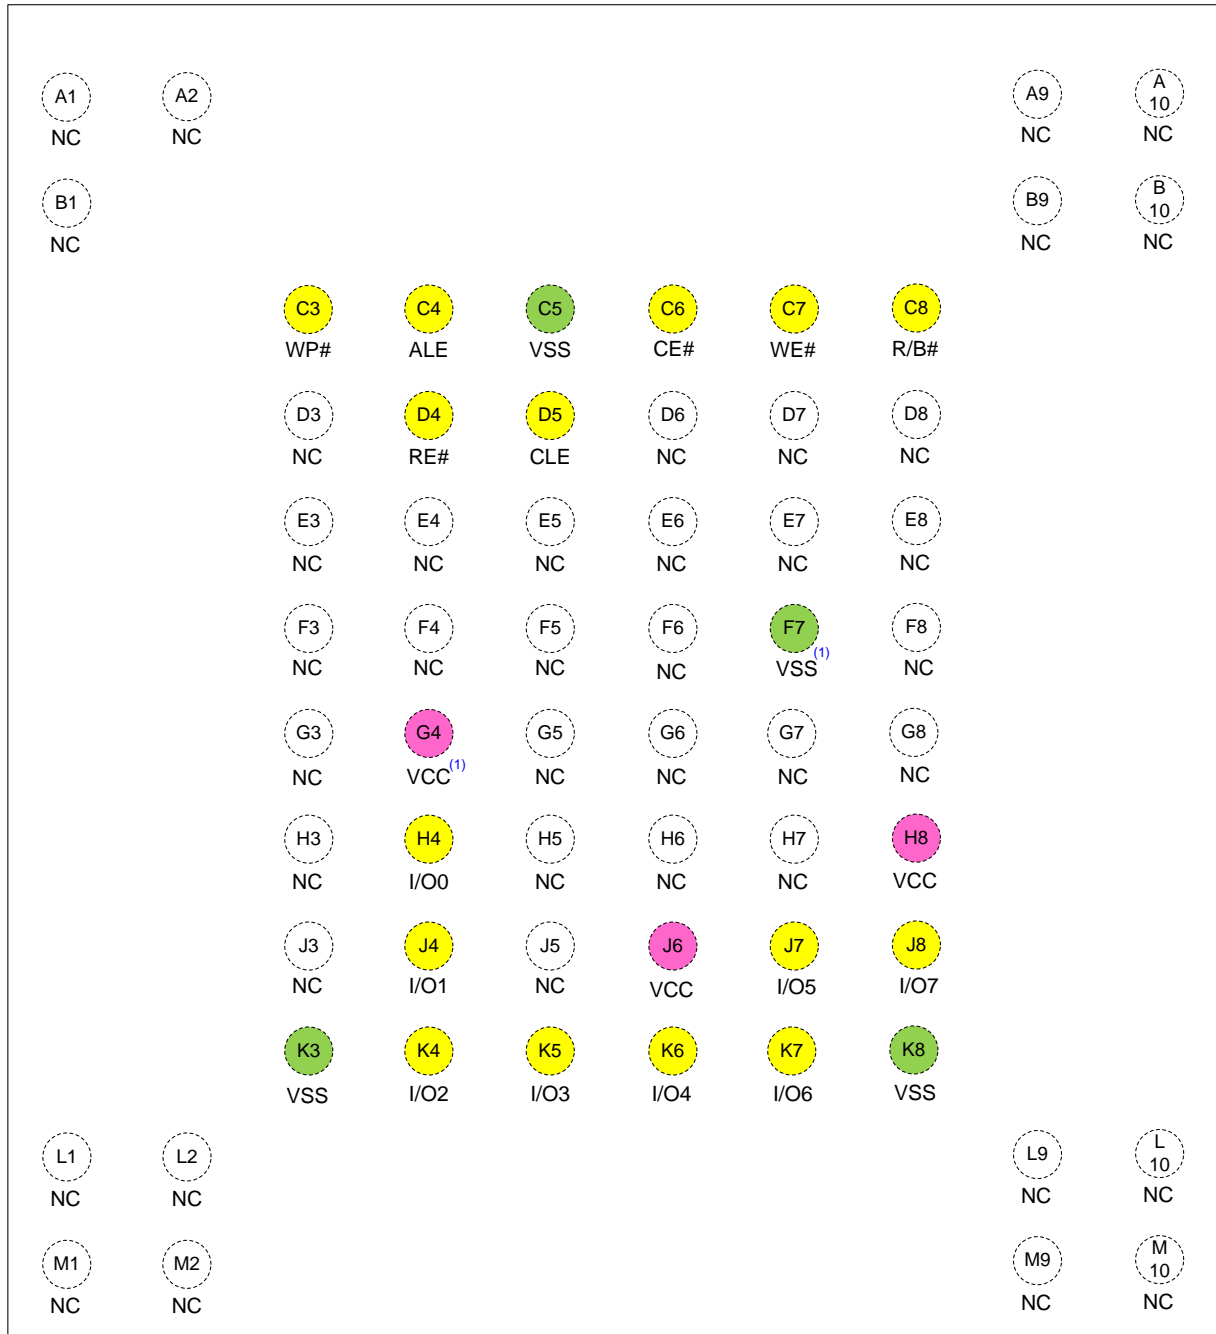 A1 A2 A9 A 10
NC NC NC NC
B1 B9 B 10
NC NC NC
C3 C4 C5 C6 C7 C8
WP# ALE VSS CE# WE# R/B#
D3 D4 D5 D6 D7 D8
NC RE# CLE NC NC NC
E3 E4 E5 E6 E7 E8
NC NC NC NC NC NC
F3 F4 F5 F6 F7 F8
NC NC NC NC VSS(1) NC
G3 G4 G5 G6 G7 G8
NC VCC(1) NC NC NC NC
H3 H4 H5 H6 H7 H8
NC I/O0 NC NC NC VCC
J3 J4 J5 J6 J7 J8
NC I/O1 NC VCC I/O5 I/O7
K3 K4 K5 K6 K7 K8
VSS I/O2 I/O3 I/O4 I/O6 VSS
L1 L2 L9 L 10
NC NC NC NC
M1 M2 M9 M 10
NC NC NC NC